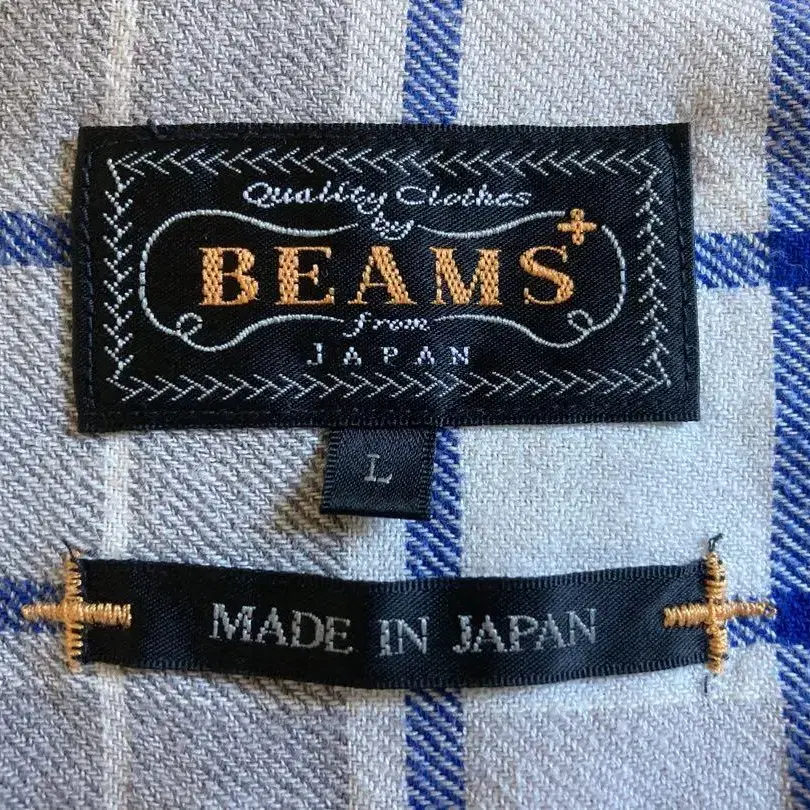 Quality Clothes
by
BEAMS+
from
JAPAN
L
MADE IN JAPAN